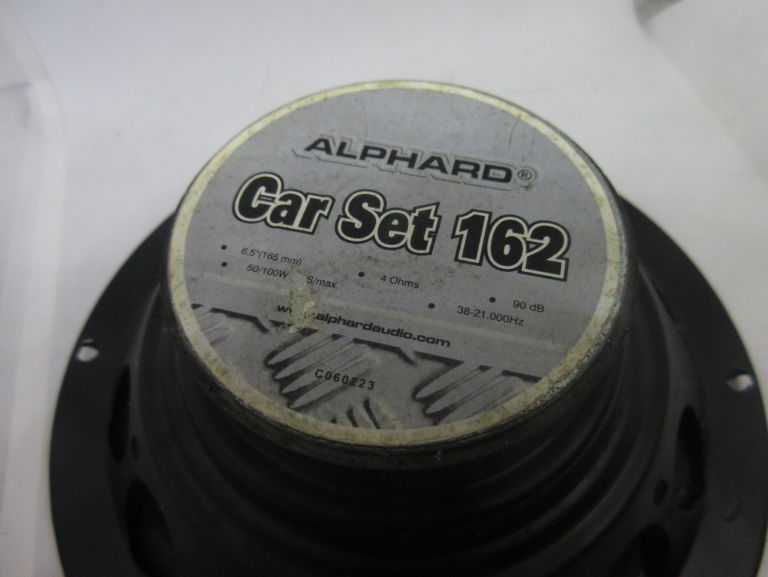 ALPHARD®
Car Set 162
• 6.5"(165 mm) • 4 Ohms • 90 dB
• 50/100W S/max. • 38-21.000Hz
www.alphardaudio.com
C060223